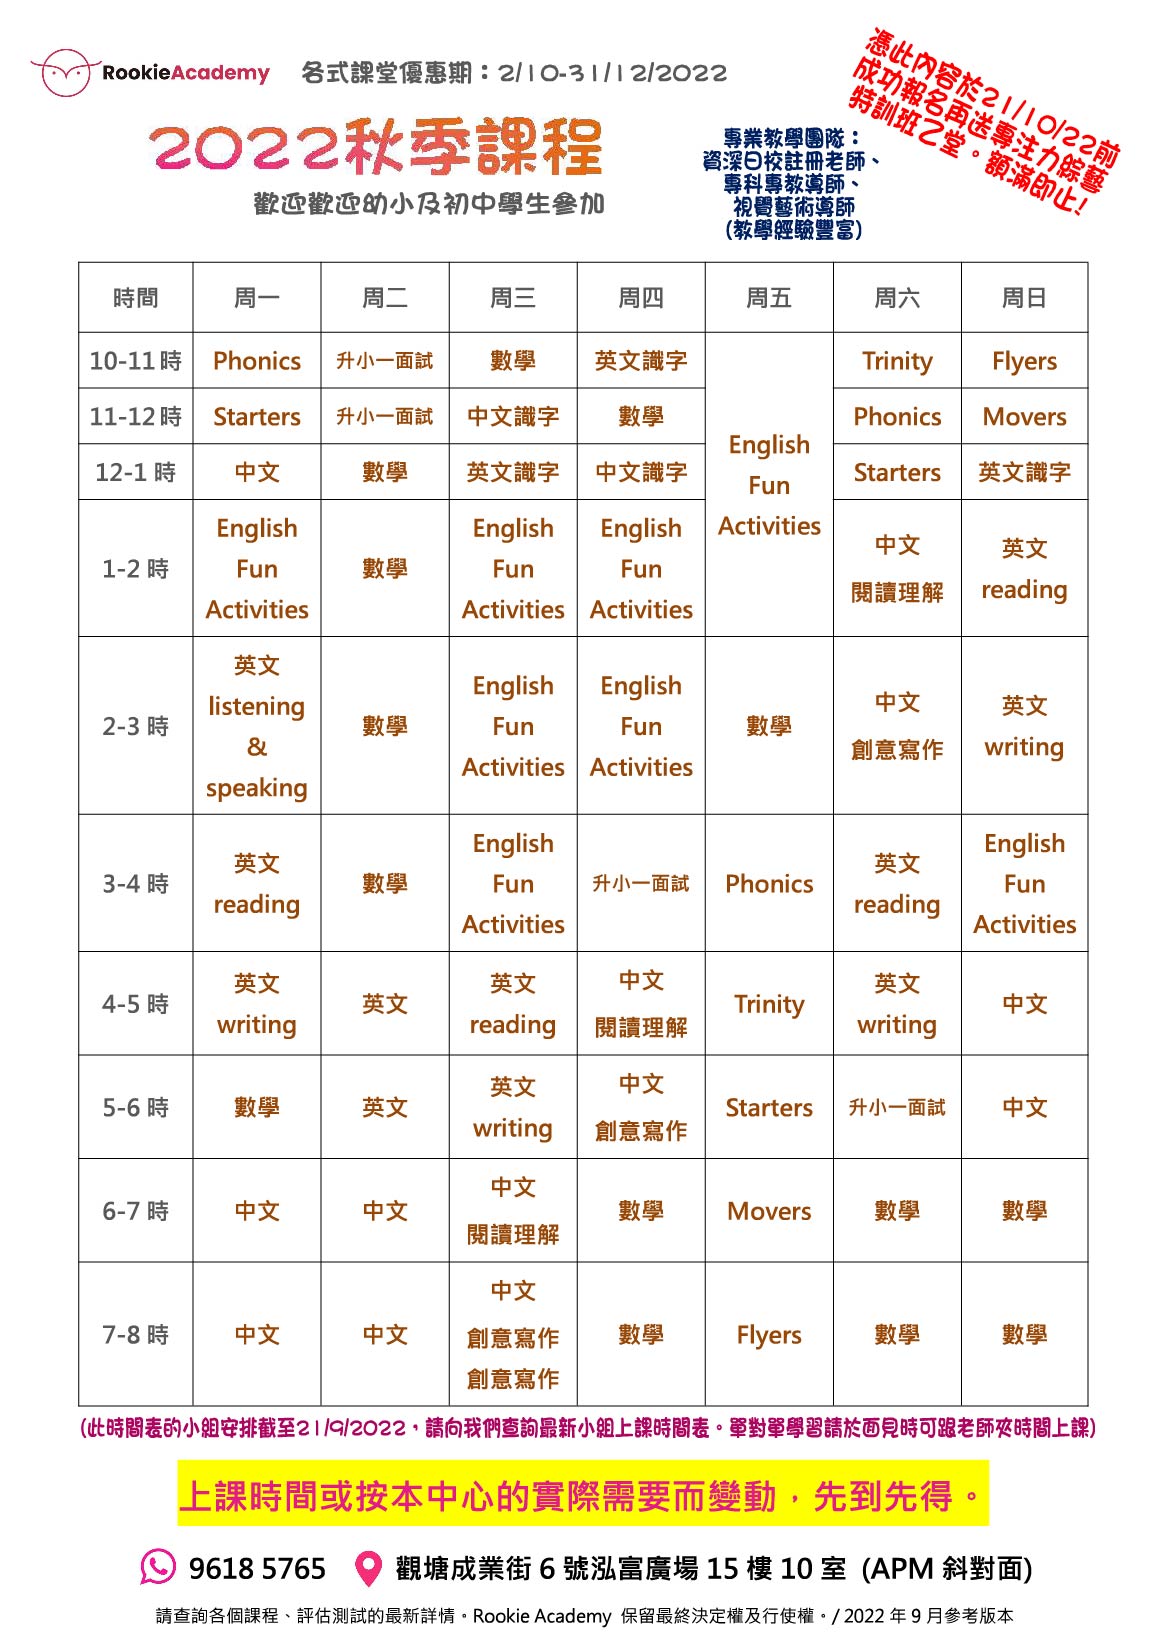 RookieAcademy
各式課堂優惠期：2/10-31/12/2022
憑此內容於21/10/22前
成功報名再送專注力綜藝
特訓班乙堂。額滿即止!
2022秋季課程
歡迎歡迎幼小及初中學生參加
專業教學團隊：
資深日校註冊老師、
專科專教導師、
視覺藝術導師
(教學經驗豐富)
時間 周一 周二 周三 周四 周五 周六 周日
10-11時 Phonics 升小一面試 數學 英文識字 Trinity Flyers
11-12時 Starters 升小一面試 中文識字 數學 Phonics Movers
English
Fun
Activities
12-1 時 中文 數學 英文識字 中文識字 Starters 英文識字
1-2 時
English
Fun
Activities
數學
English
Fun
Activities
English
Fun
Activities
中文
閱讀理解
英文
reading
2-3 時
英文
listening
&
speaking
數學
English
Fun
Activities
English
Fun
Activities
數學
中文
創意寫作
英文
writing
3-4 時
英文
reading
數學
English
Fun
Activities
升小一面試
Phonics
英文
reading
English
Fun
Activities
4-5 時
英文
writing
英文
英文
reading
中文
閱讀理解
Trinity
英文
writing
中文
5-6 時
數學
英文
英文
writing
中文
創意寫作
Starters
升小一面試
中文
6-7 時
中文
中文
中文
閱讀理解
數學
Movers
數學
數學
7-8 時
中文
中文
中文
創意寫作
創意寫作
數學
Flyers
數學
數學
(此時間表的小組安排截至21/9/2022，請向我們查詢最新小組上課時間表。單對單學習請於面見時可跟老師夾時間上課)
上課時間或按本中心的實際需要而變動，先到先得。
9618 5765 觀塘成業街 6 號泓富廣場 15 樓 10 室 (APM 斜對面)
請查詢各個課程、評估測試的最新詳情。Rookie Academy 保留最終決定權及行使權。/ 2022 年 9 月參考版本